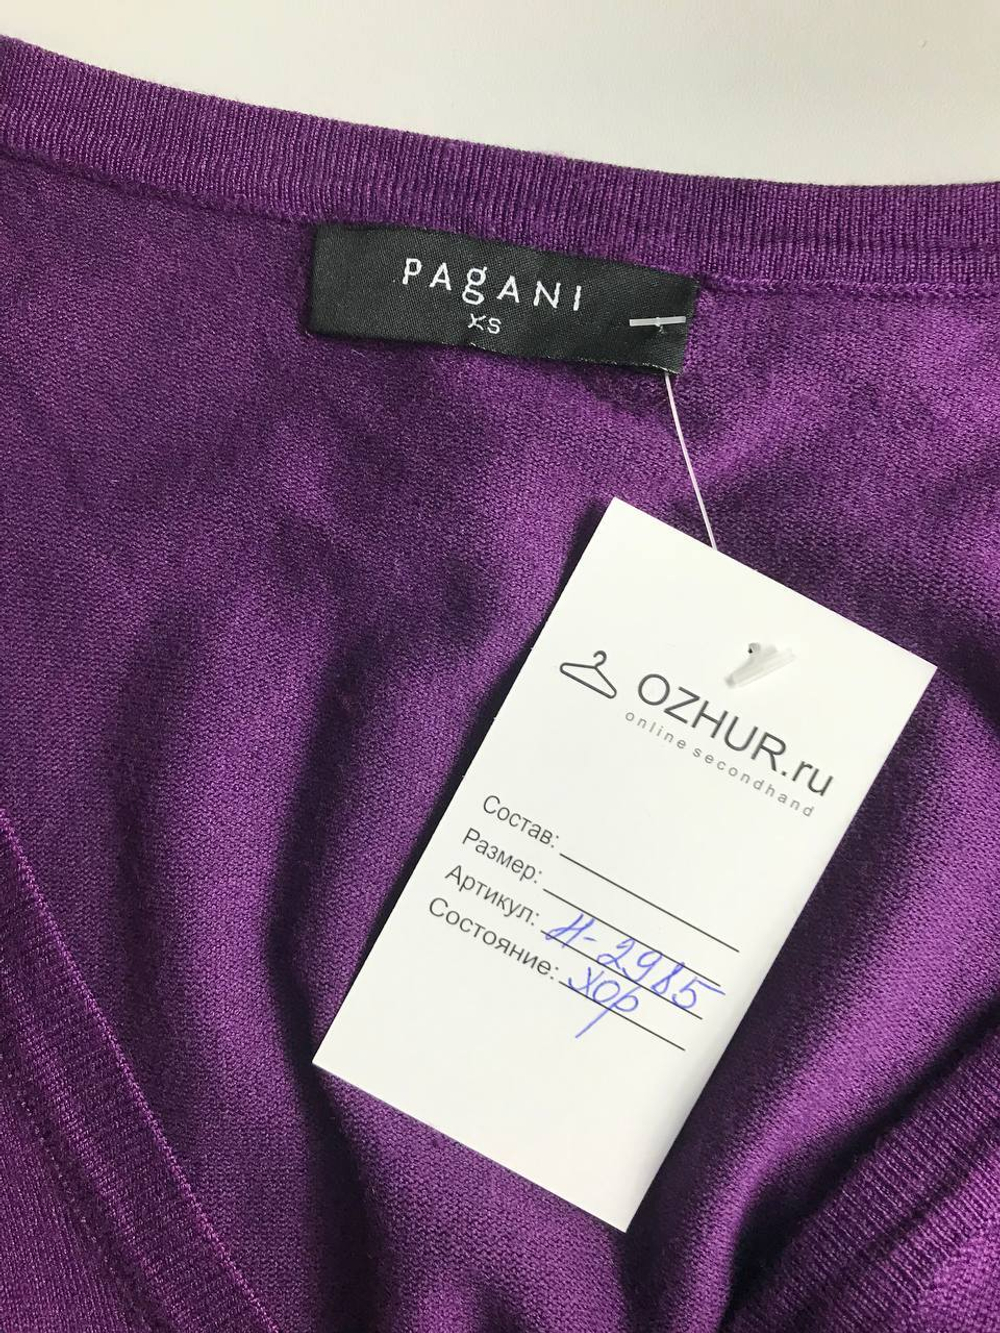 PAgANI
XS
OZHUR.ru
online secondhand
Состав:
Размер:
Артикул: Н-2985
Состояние: хор